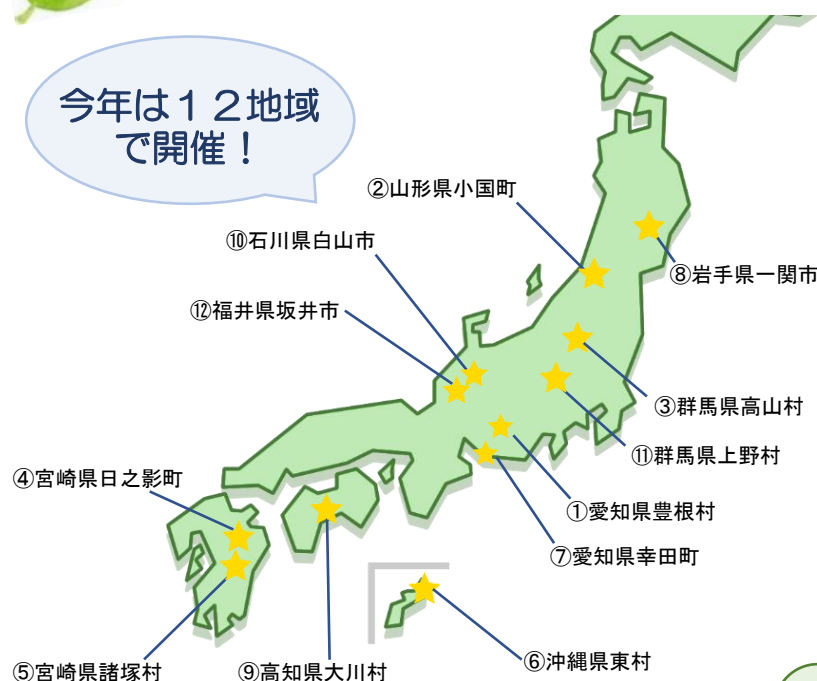 今年は１２地域
で開催！
②山形県小国町
⑩石川県白山市
⑧岩手県一関市
⑫福井県坂井市
③群馬県高山村
⑪群馬県上野村
④宮崎県日之影町
①愛知県豊根村
⑦愛知県幸田町
⑥沖縄県東村
⑤宮崎県諸塚村
⑨高知県大川村